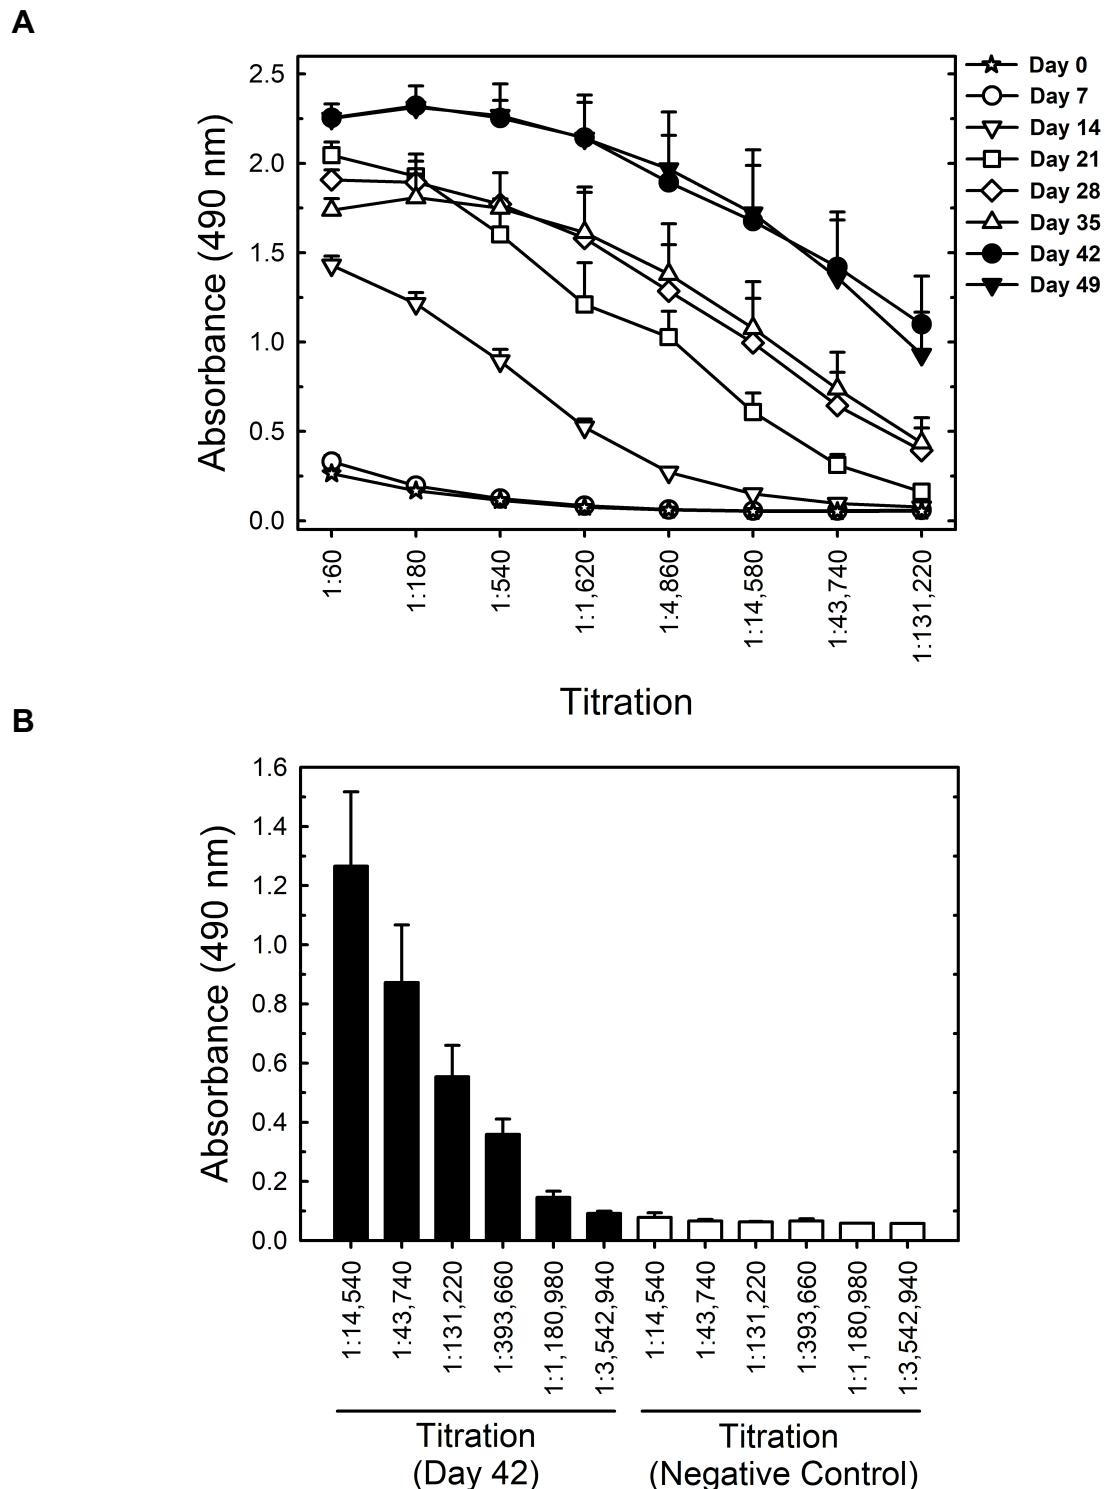 A
Absorbance (490 nm)
2.5
2.0
1.5
1.0
0.5
0.0
1:60
1:180
1:540
1:1,620
1:4,860
1:14,580
1:43,740
1:131,220
Titration
Day 0
Day 7
Day 14
Day 21
Day 28
Day 35
Day 42
Day 49
B
Absorbance (490 nm)
1.6
1.4
1.2
1.0
0.8
0.6
0.4
0.2
0.0
1:14,540
1:43,740
1:131,220
1:393,660
1:1,180,980
1:3,542,940
1:14,540
1:43,740
1:131,220
1:393,660
1:1,180,980
1:3,542,940
Titration
(Day 42)
Titration
(Negative Control)